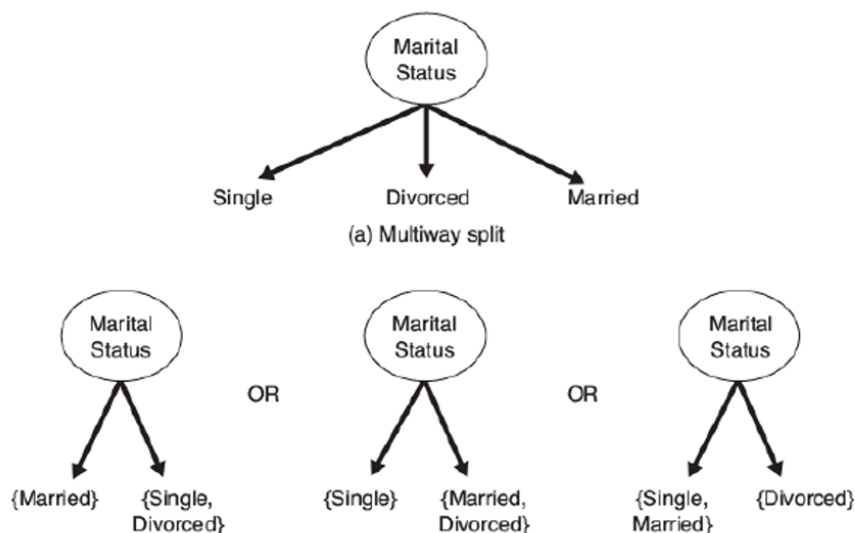 Marital
Status
Single Divorced Married
(a) Multiway split
Marital
Status
Marital
Status
Marital
Status
OR
OR
{Married}
{Single,
Divorced}
{Single}
{Married,
Divorced}
{Single,
Married}
{Divorced}